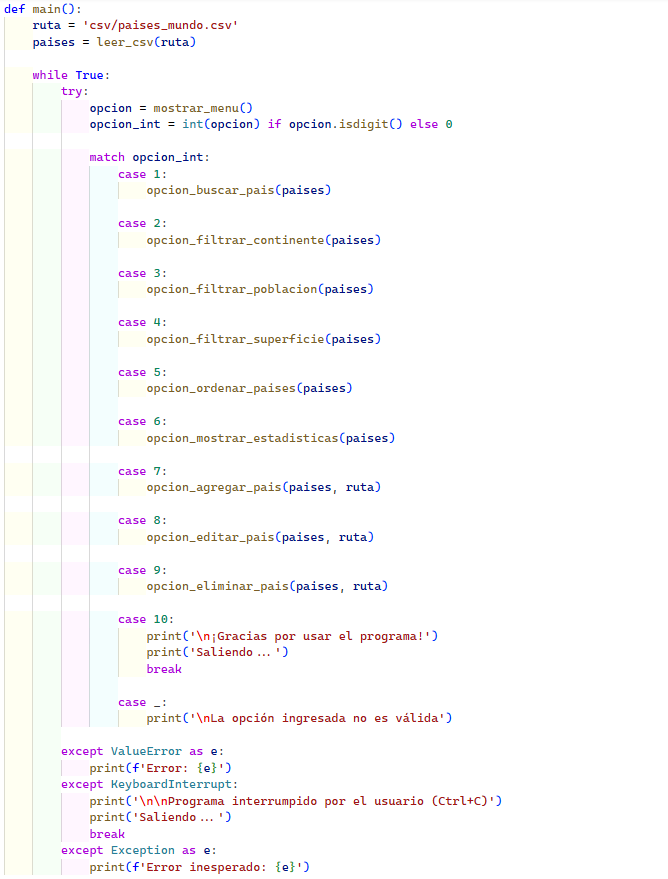 def main():
    ruta = 'csv/paises_mundo.csv'
    paises = leer_csv(ruta)

    while True:
        try:
            opcion = mostrar_menu()
            opcion_int = int(opcion) if opcion.isdigit() else 0

            match opcion_int:
                case 1:
                    opcion_buscar_pais(paises)

                case 2:
                    opcion_filtrar_continente(paises)

                case 3:
                    opcion_filtrar_poblacion(paises)

                case 4:
                    opcion_filtrar_superficie(paises)

                case 5:
                    opcion_ordenar_paises(paises)

                case 6:
                    opcion_mostrar_estadisticas(paises)

                case 7:
                    opcion_agregar_pais(paises, ruta)

                case 8:
                    opcion_editar_pais(paises, ruta)

                case 9:
                    opcion_eliminar_pais(paises, ruta)

                case 10:
                    print('\n¡Gracias por usar el programa!')
                    print('Saliendo...')
                    break

                case _:
                    print('\nLa opción ingresada no es válida')

        except ValueError as e:
            print(f'Error: {e}')
        except KeyboardInterrupt:
            print('\n\nPrograma interrumpido por el usuario (Ctrl+C)')
            print('Saliendo...')
            break
        except Exception as e:
            print(f'Error inesperado: {e}')